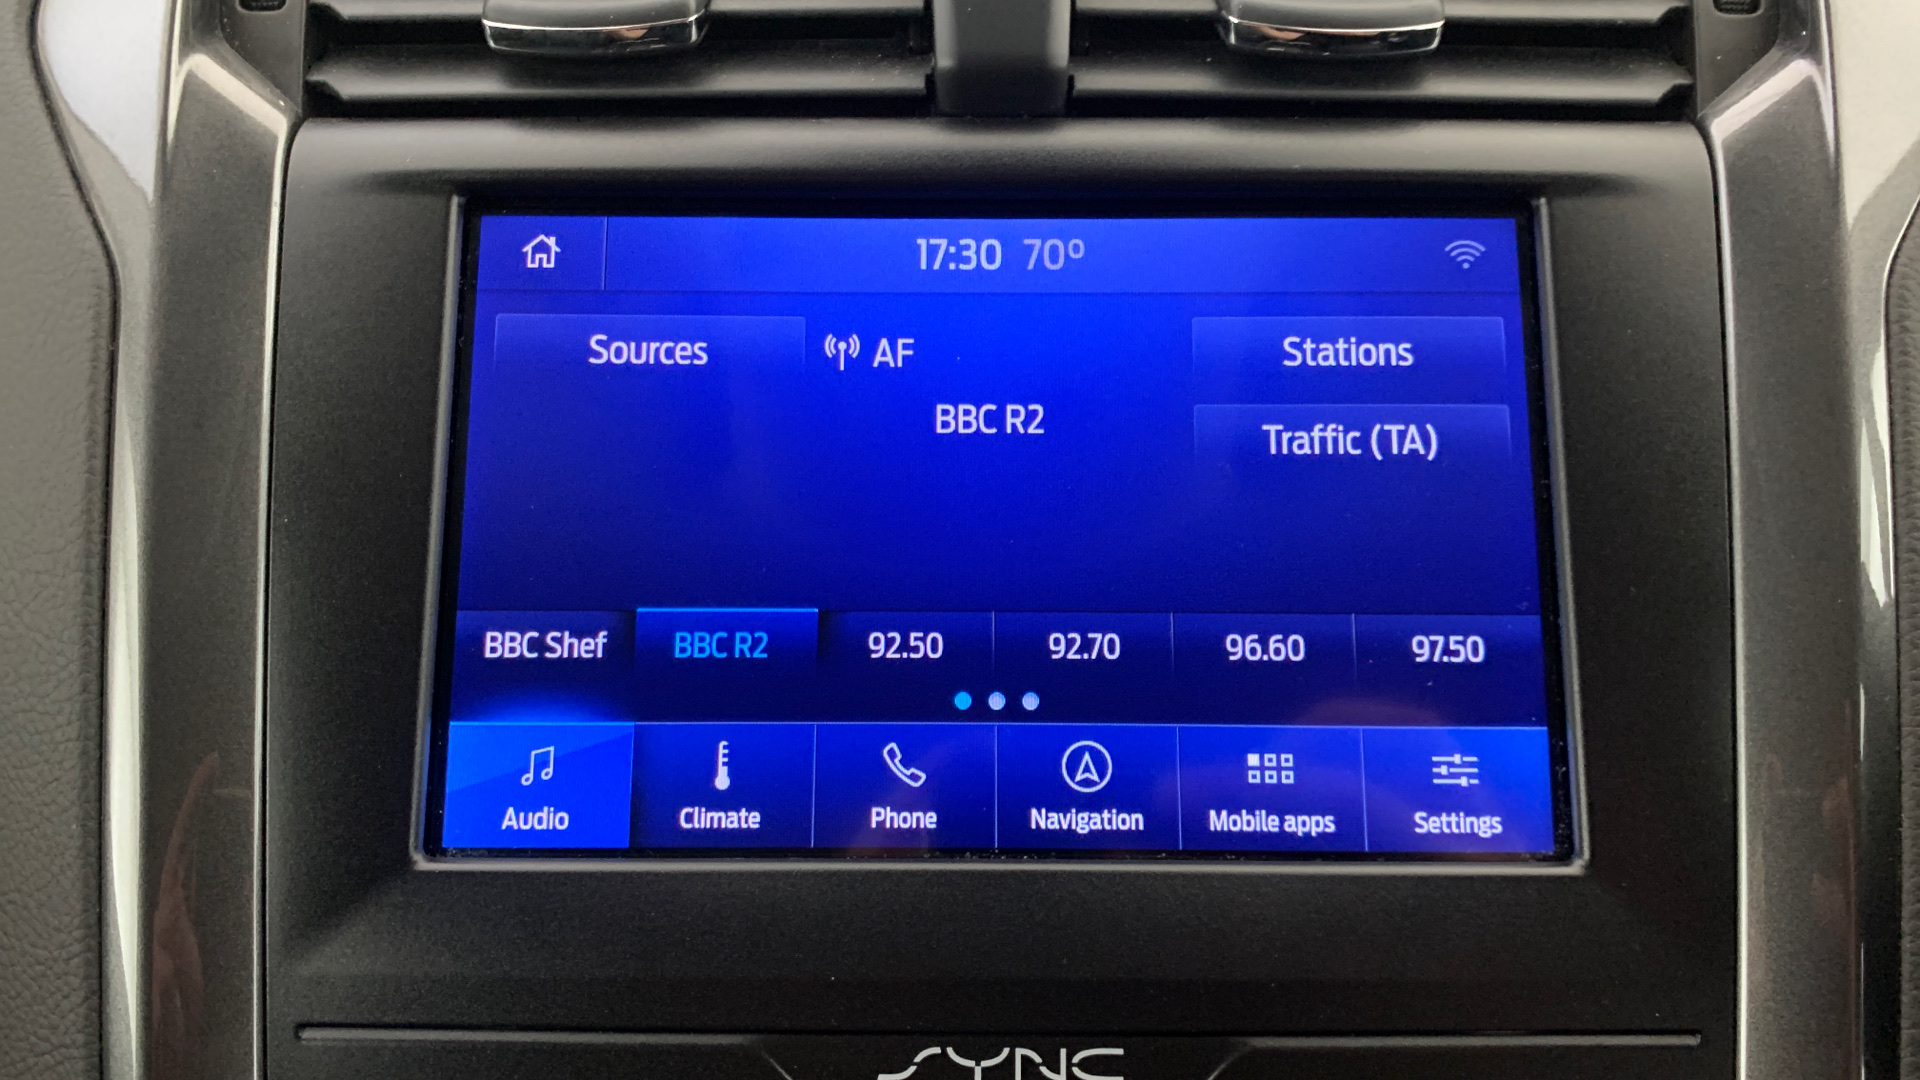 17:30 70º
Sources
AF
Stations
BBC R2
Traffic (TA)
BBC Shef
BBC R2
92.50
92.70
96.60
97.50
Audio
Climate
Phone
Navigation
Mobile apps
Settings
SYNC